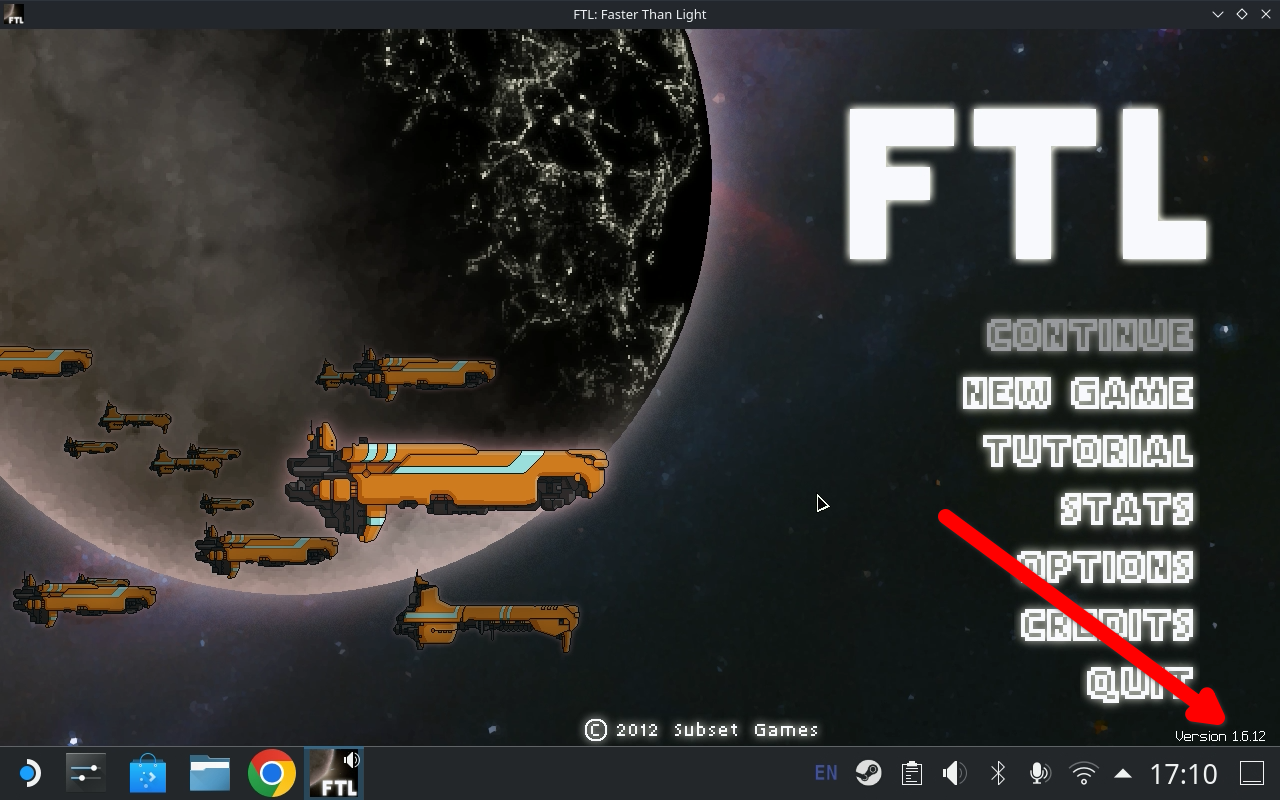 FTL
FTL: Faster Than Light
FTL
CONTINUE
NEW GAME
TUTORIAL
STATS
OPTIONS
CREDITS
QUIT
© 2012 Subset Games
Version 1.6.12
FTL
EN
17:10